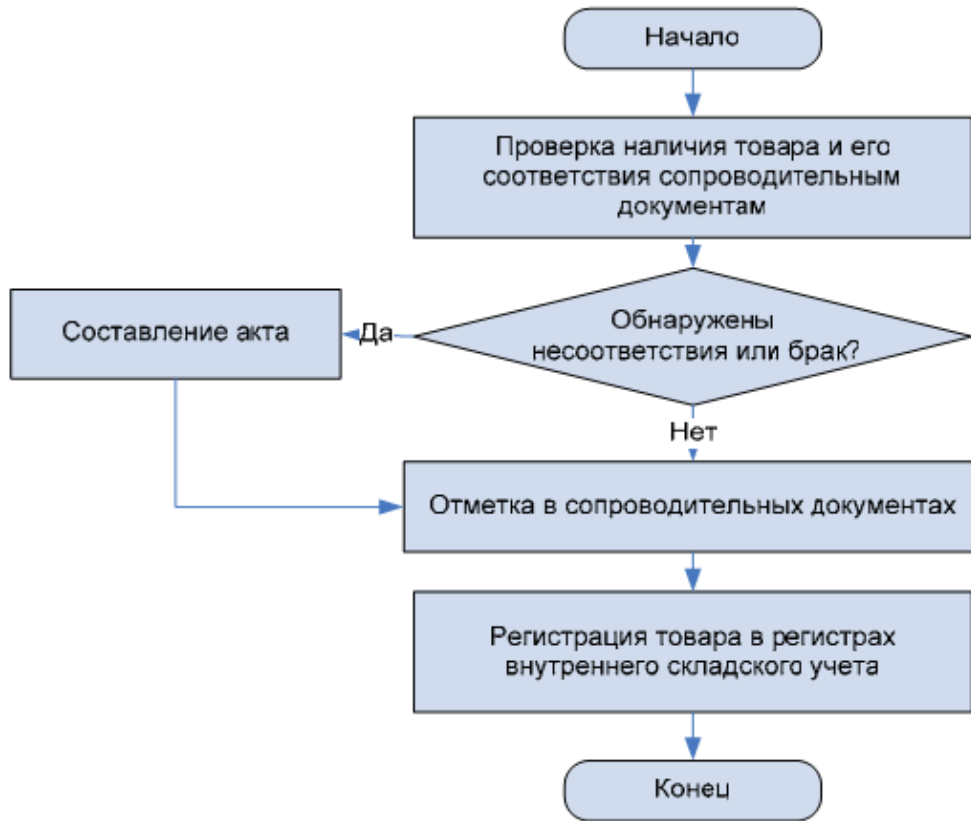 Начало
Проверка наличия товара и его
соответствия сопроводительным
документам
Обнаружены
несоответствия или брак?
Да
Составление акта
Нет
Отметка в сопроводительных документах
Регистрация товара в регистрах
внутреннего складского учета
Конец